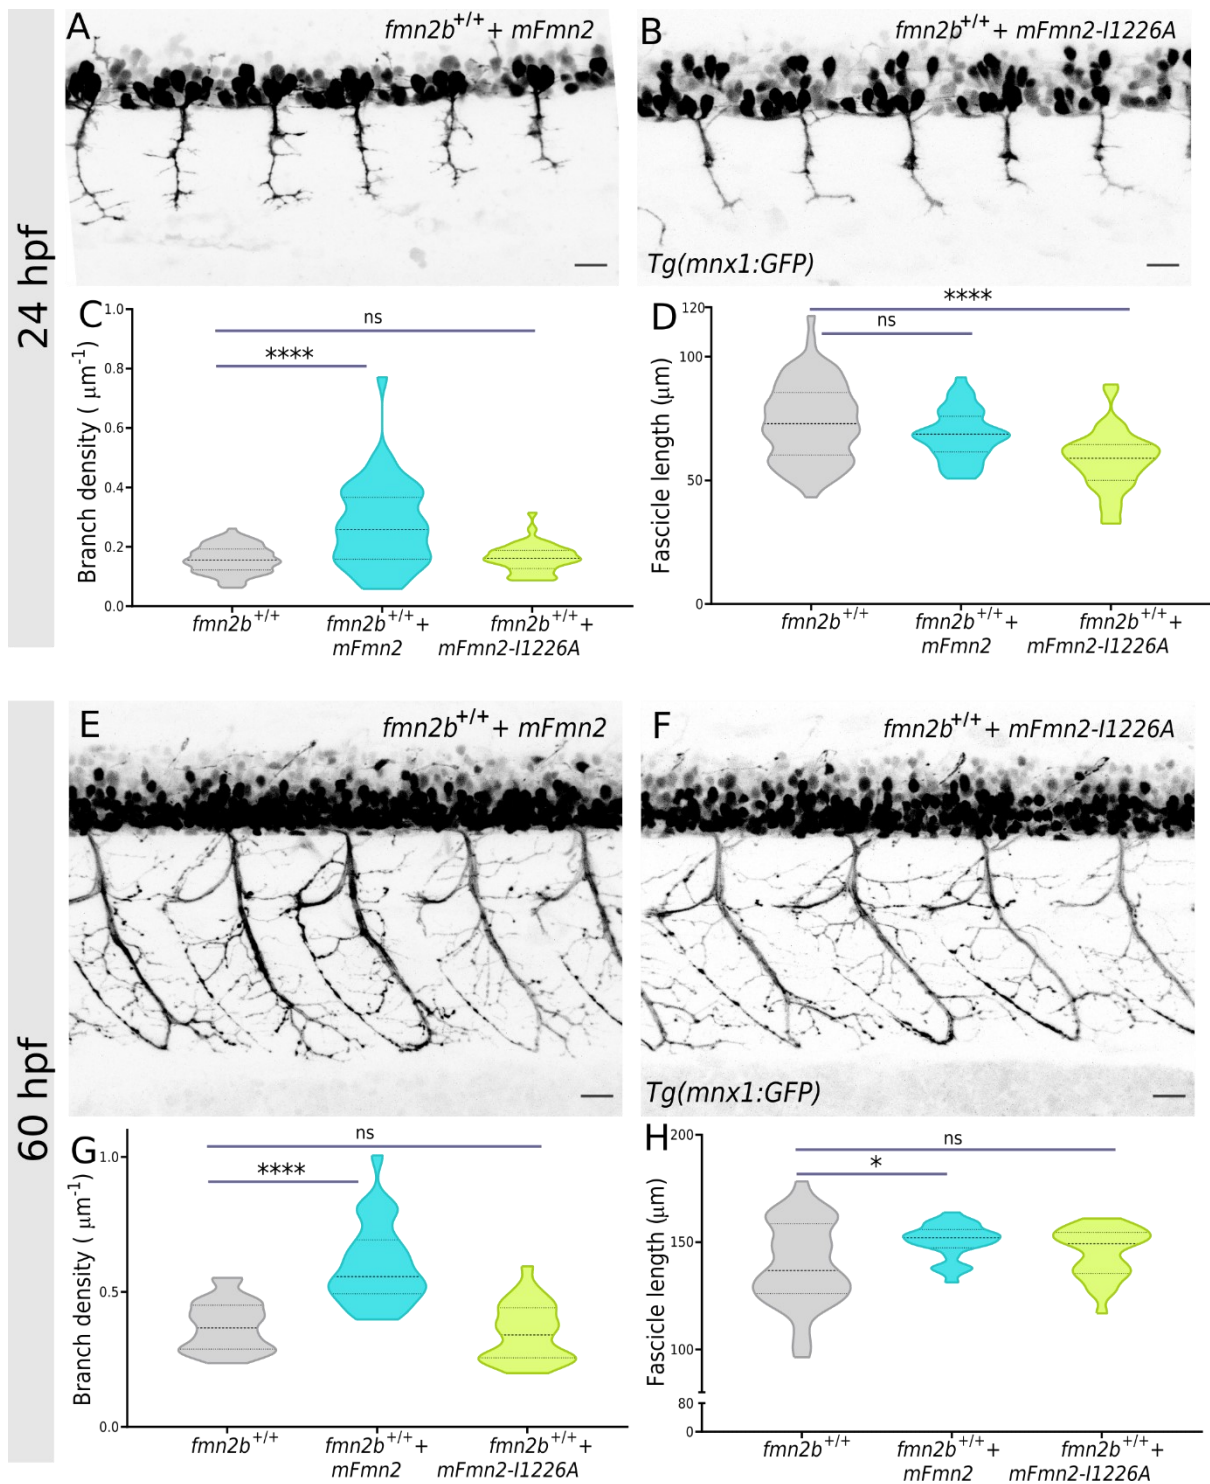 24 hpf
A
fmn2b+/+ + mFmn2
B
fmn2b+/+ + mFmn2-I1226A
Tg(mnx1:GFP)
C
Branch density ( μm-1)
1.0
0.8
0.6
0.4
0.2
0.0
ns
****
fmn2b+/+
fmn2b+/+ +
mFmn2
fmn2b+/+ +
mFmn2-I1226A
D
Fascicle length (μm)
120
100
50
0
****
ns
fmn2b+/+
fmn2b+/+ +
mFmn2
fmn2b+/+ +
mFmn2-I1226A
60 hpf
E
fmn2b+/+ + mFmn2
F
fmn2b+/+ + mFmn2-I1226A
Tg(mnx1:GFP)
G
Branch density ( μm-1)
1.0
0.5
0.0
ns
****
fmn2b+/+
fmn2b+/+ +
mFmn2
fmn2b+/+ +
mFmn2-I1226A
H
Fascicle length (μm)
200
150
100
80
0
ns
*
fmn2b+/+
fmn2b+/+ +
mFmn2
fmn2b+/+ +
mFmn2-I1226A